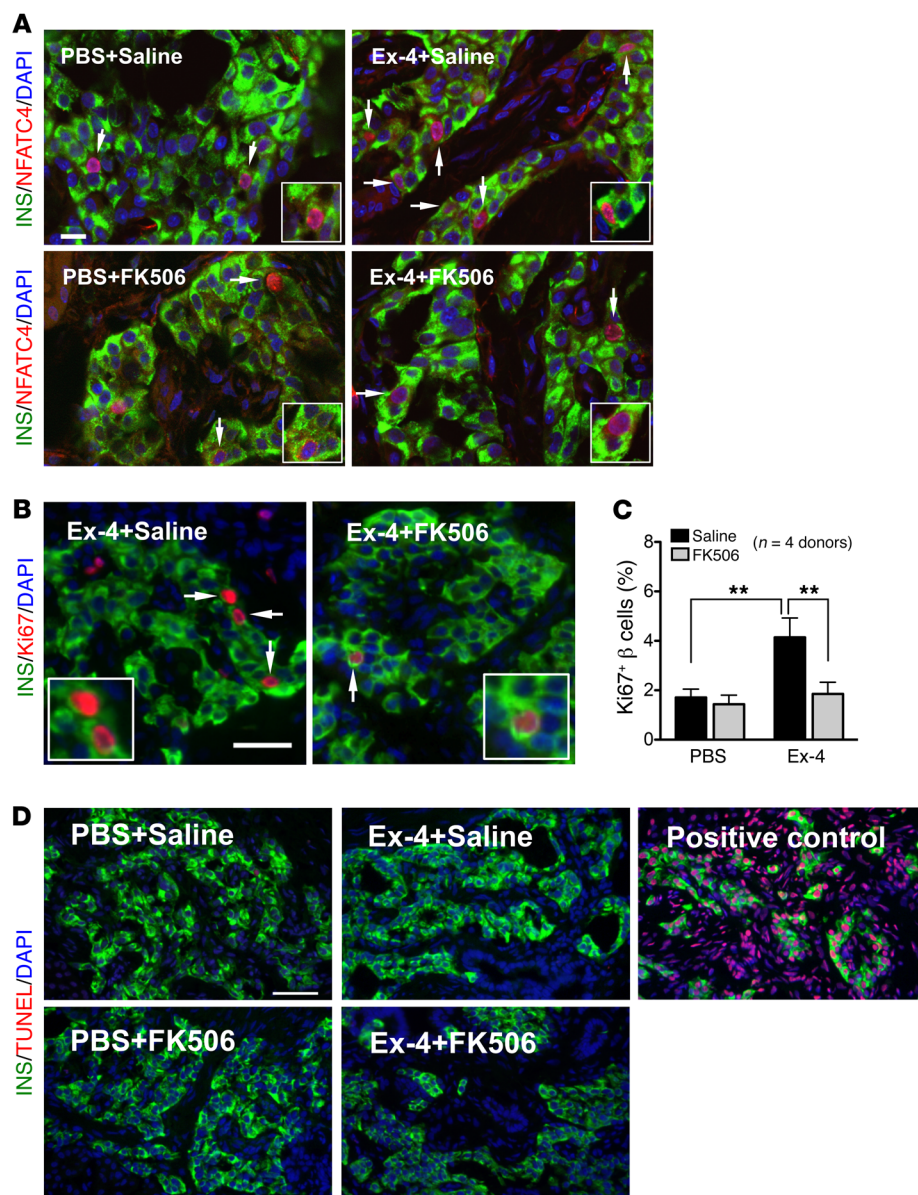 A
PBS+Saline
Ex-4+Saline
INS/NFATC4/DAPI
PBS+FK506
Ex-4+FK506
INS/NFATC4/DAPI
B
Ex-4+Saline
Ex-4+FK506
INS/Ki67/DAPI
C
Saline
FK506
(n = 4 donors)
Ki67+ β cells (%)
8
6
4
2
0
**
**
PBS
Ex-4
D
PBS+Saline
Ex-4+Saline
Positive control
INS/TUNEL/DAPI
PBS+FK506
Ex-4+FK506